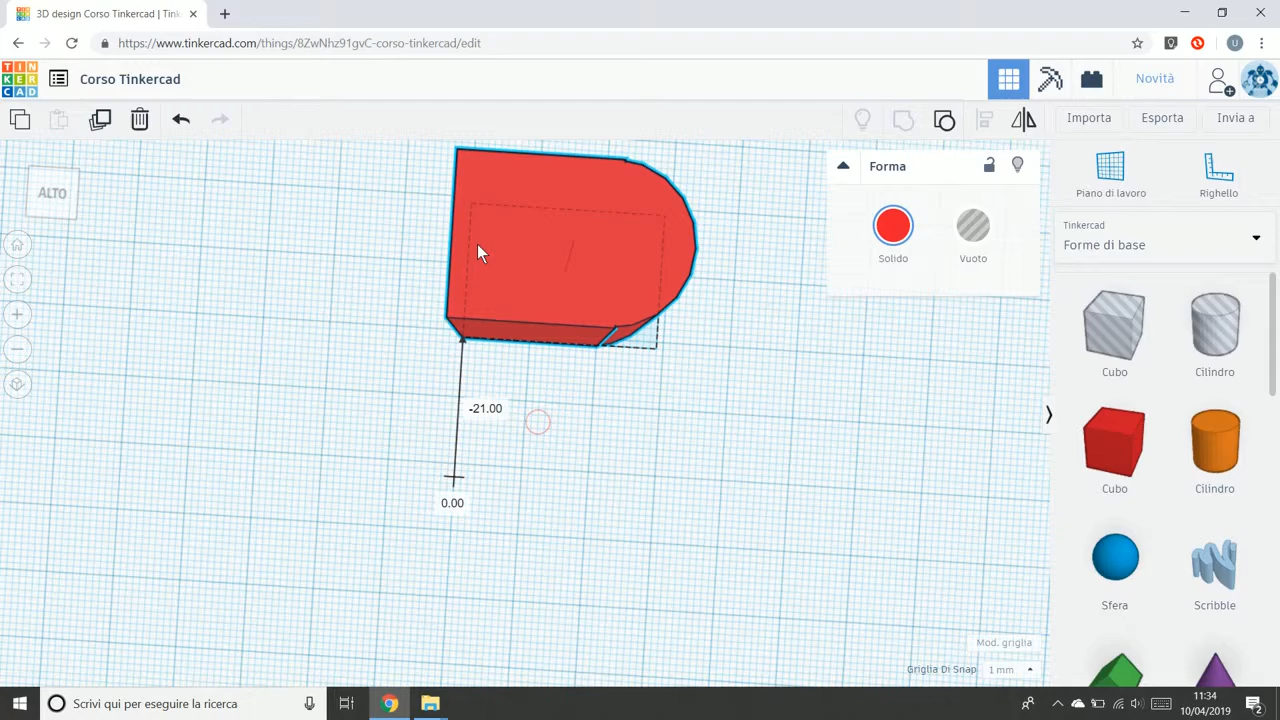 3D design Corso Tinkercad | Tink
https://www.tinkercad.com/things/8ZwNhz91gvC-corso-tinkercad/edit
U
TIN
KER
CAD
Corso Tinkercad
Novità
Importa
Esporta
Invia a
ALTO
Forma
Solido
Vuoto
Piano di lavoro
Righello
Tinkercad
Forme di base
Cubo
Cilindro
Cubo
Cilindro
Sfera
Scribble
-21.00
0.00
Mod. griglia
Griglia Di Snap
1 mm
Scrivi qui per eseguire la ricerca
11:34
10/04/2019
2